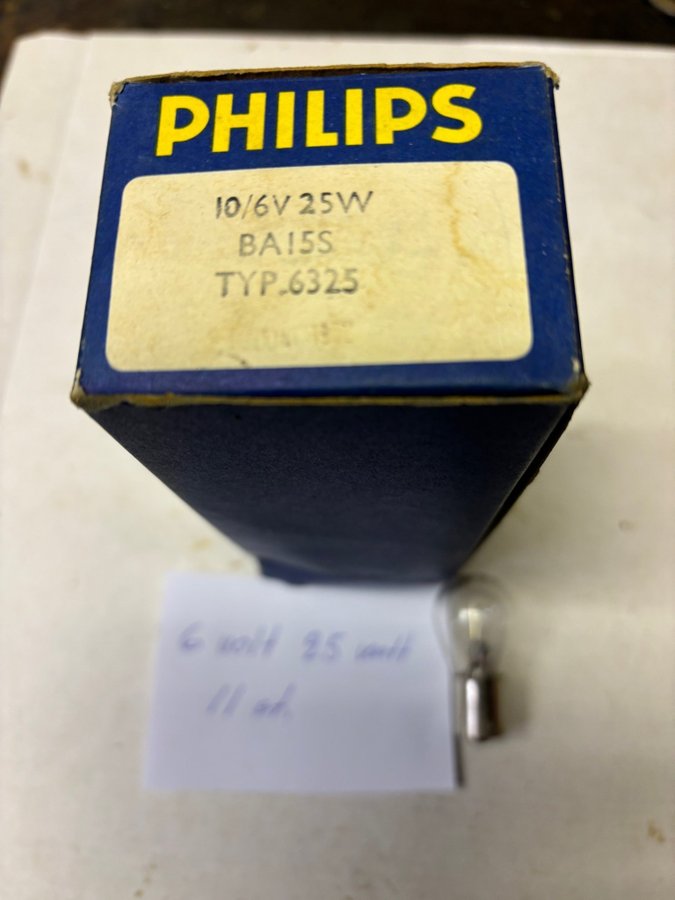 PHILIPS
10/6V 25W
BA15S
TYP.6325
6 volt 25 watt
11 st.